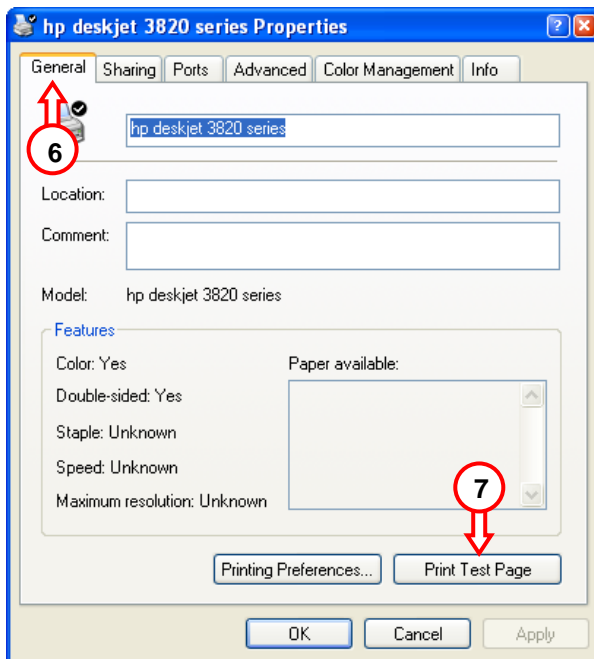 hp deskjet 3820 series Properties
General Sharing Ports Advanced Color Management Info
6
hp deskjet 3820 series
Location:
Comment:
Model: hp deskjet 3820 series
Features
Color: Yes Paper available:
Double-sided: Yes
Staple: Unknown
Speed: Unknown
7
Maximum resolution: Unknown
Printing Preferences... Print Test Page
OK Cancel Apply